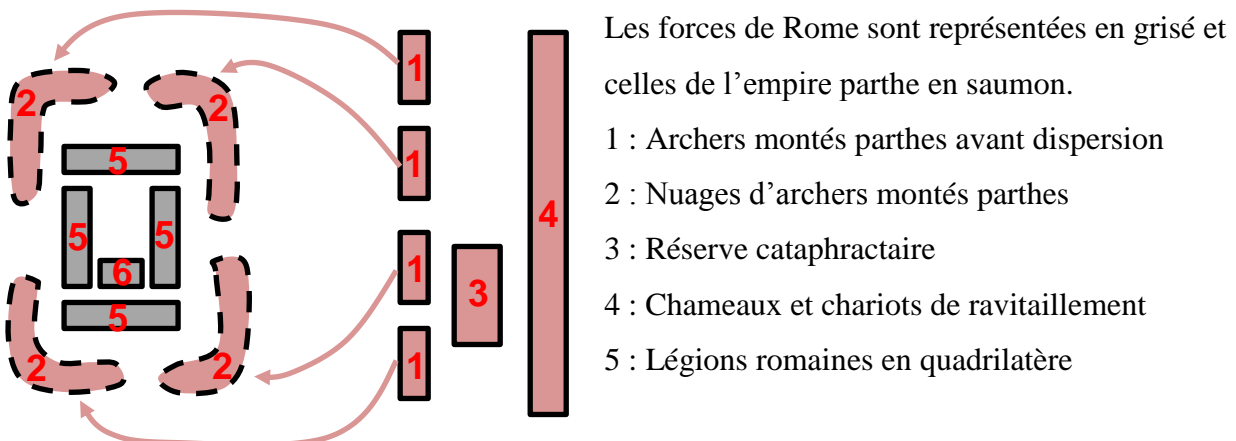 Les forces de Rome sont représentées en grisé et
celles de l’empire parthe en saumon.
1 : Archers montés parthes avant dispersion
2 : Nuages d’archers montés parthes
3 : Réserve cataphractaire
4 : Chameaux et chariots de ravitaillement
5 : Légions romaines en quadrilatère
1
2
2
1
5
4
5
5
6
1
3
5
2
2
1